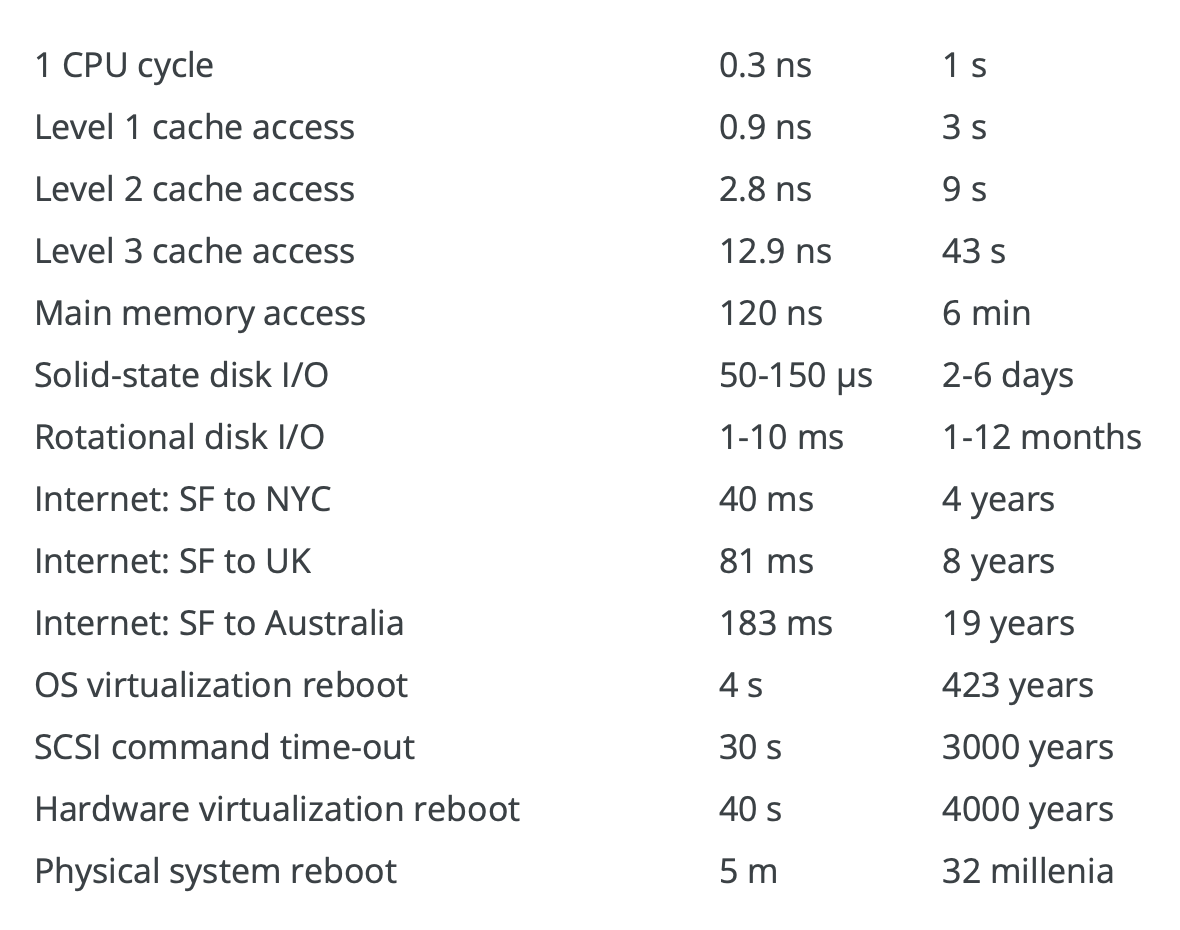 1 CPU cycle 0.3 ns 1 s
Level 1 cache access 0.9 ns 3 s
Level 2 cache access 2.8 ns 9 s
Level 3 cache access 12.9 ns 43 s
Main memory access 120 ns 6 min
Solid-state disk I/O 50-150 μs 2-6 days
Rotational disk I/O 1-10 ms 1-12 months
Internet: SF to NYC 40 ms 4 years
Internet: SF to UK 81 ms 8 years
Internet: SF to Australia 183 ms 19 years
OS virtualization reboot 4 s 423 years
SCSI command time-out 30 s 3000 years
Hardware virtualization reboot 40 s 4000 years
Physical system reboot 5 m 32 millenia